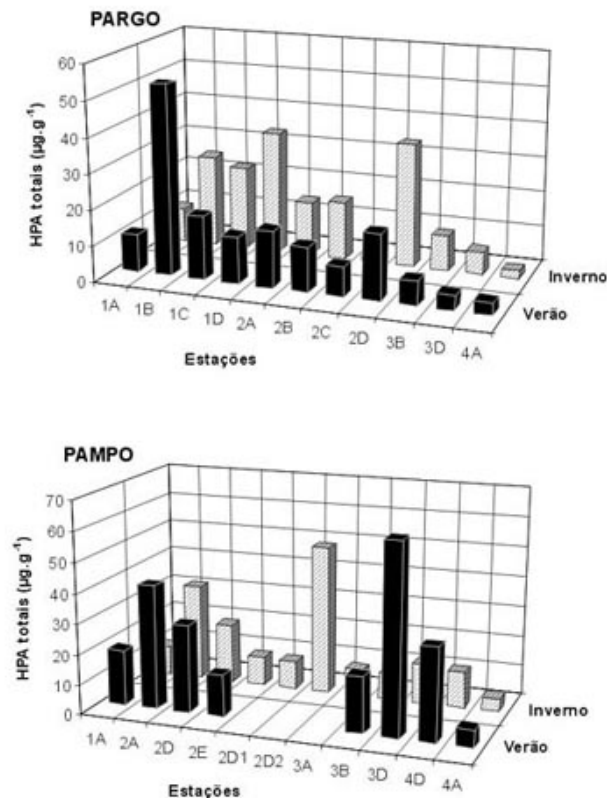 PARGO
HPA totais (µg.g⁻¹)
60
50
40
30
20
10
0
1A
1B
1C
1D
2A
2B
2C
2D
3B
3D
4A
Inverno
Verão
Estações
PAMPO
HPA totais (µg.g⁻¹)
70
60
50
40
30
20
10
0
1A
2A
2D
2E
2D1
2D2
3A
3B
3D
4D
4A
Inverno
Verão
Estações